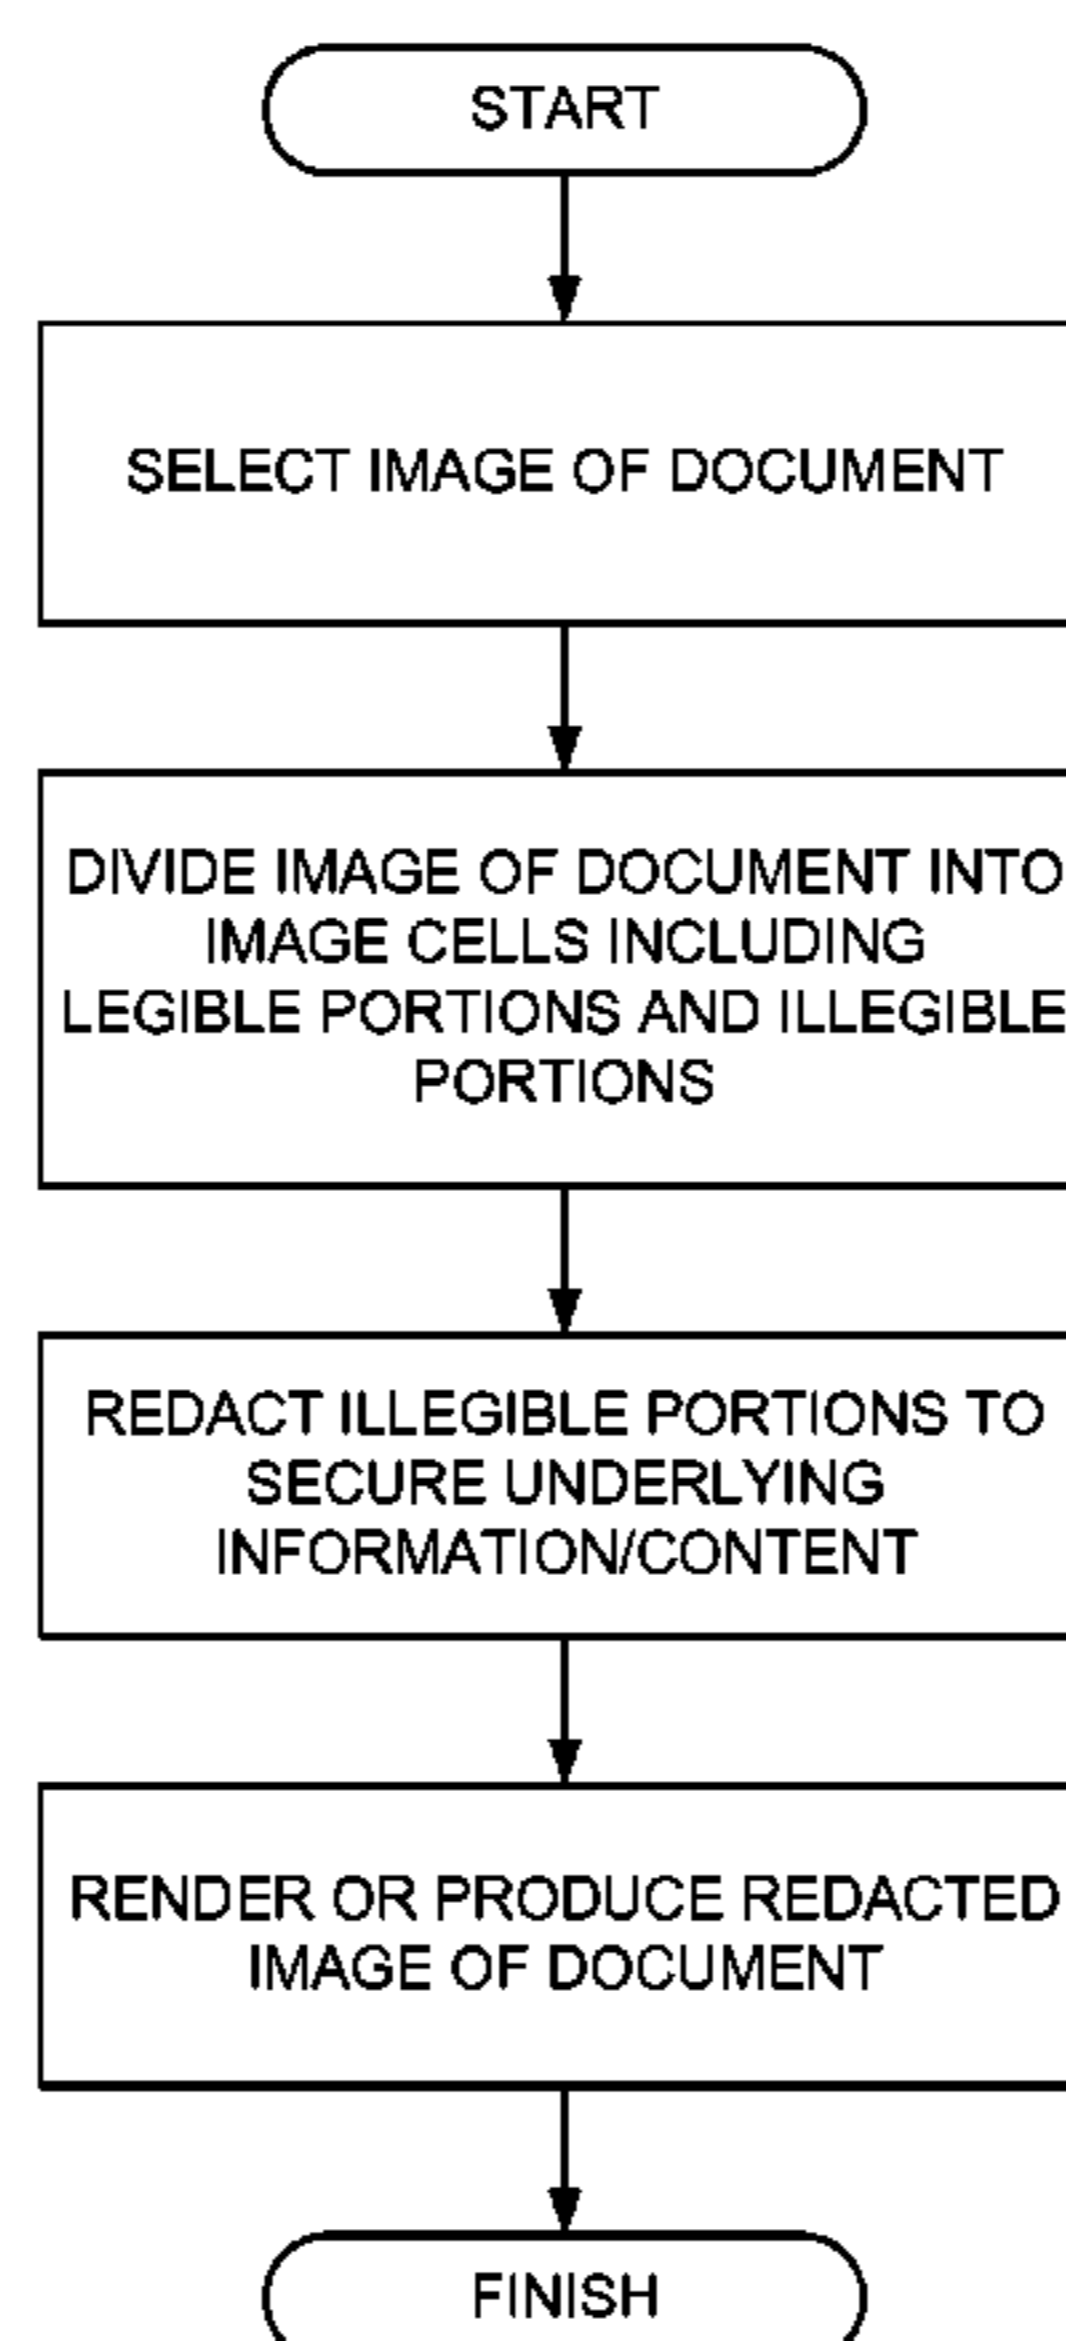 START
SELECT IMAGE OF DOCUMENT
DIVIDE IMAGE OF DOCUMENT INTO
IMAGE CELLS INCLUDING
LEGIBLE PORTIONS AND ILLEGIBLE
PORTIONS
REDACT ILLEGIBLE PORTIONS TO
SECURE UNDERLYING
INFORMATION/CONTENT
RENDER OR PRODUCE REDACTED
IMAGE OF DOCUMENT
FINISH